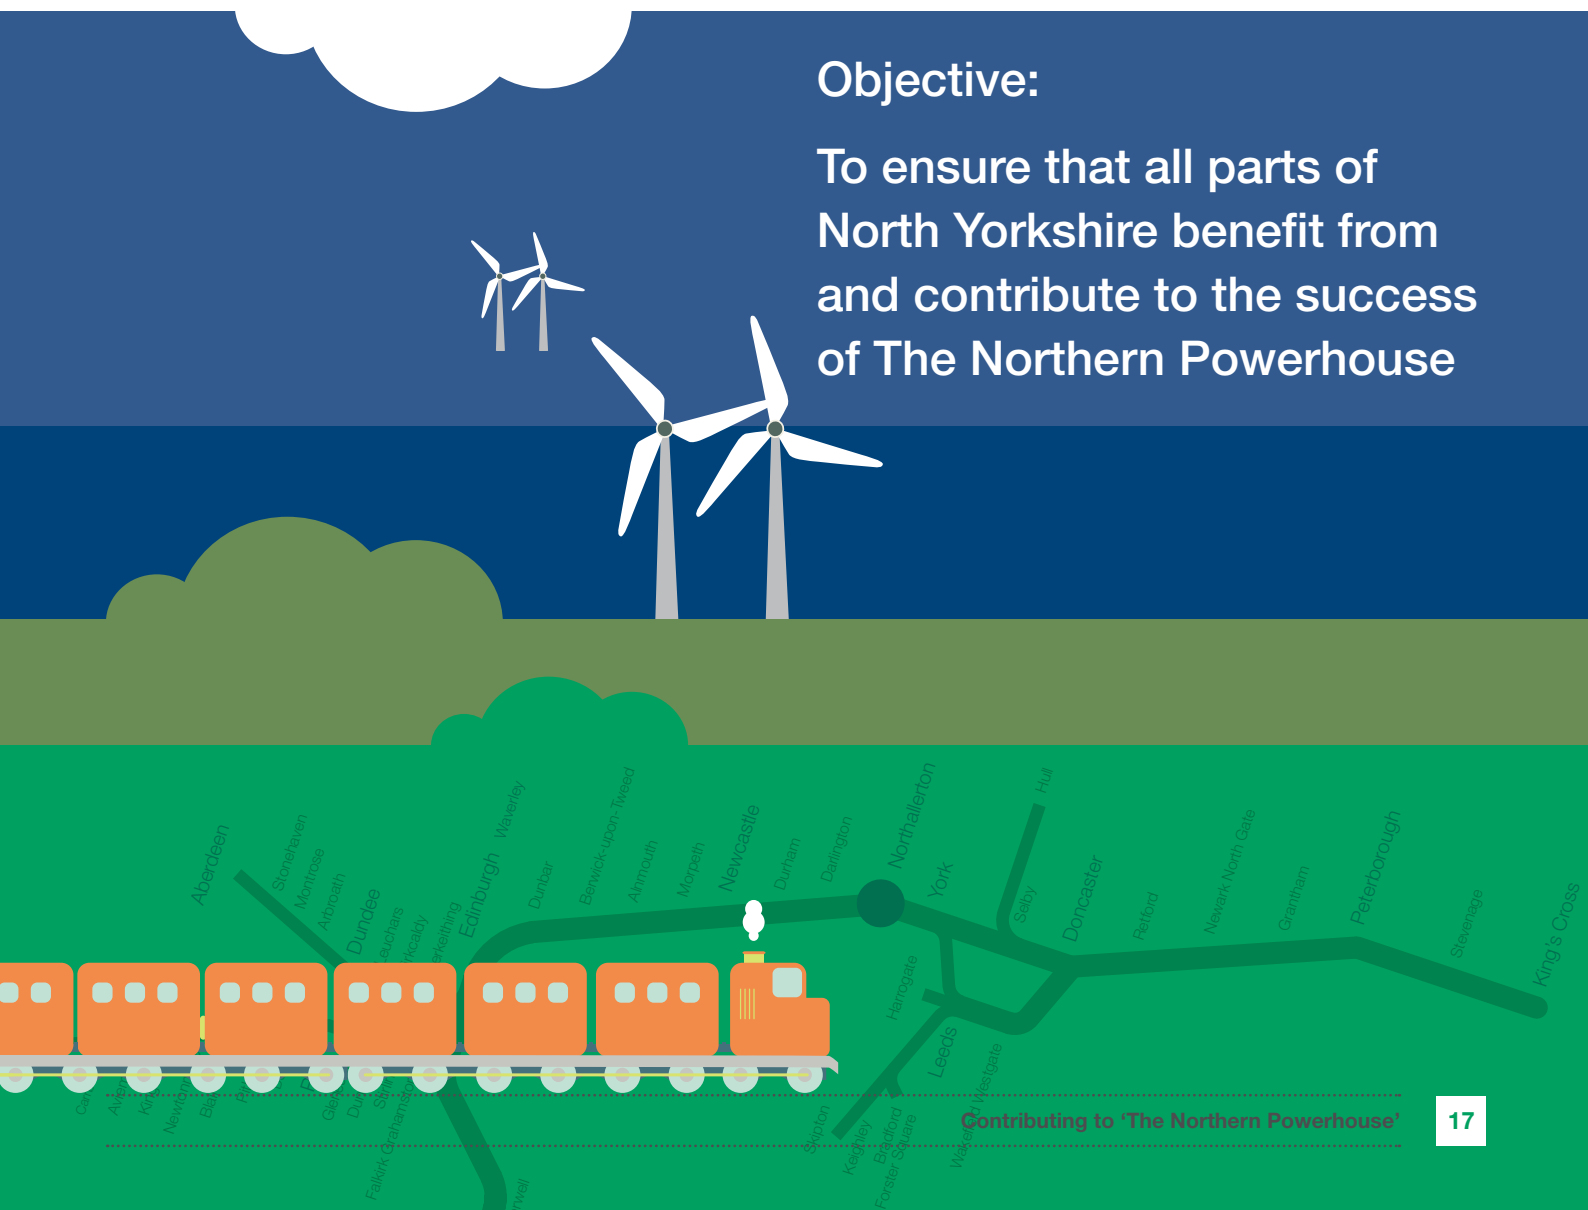 Objective:
To ensure that all parts of
North Yorkshire benefit from
and contribute to the success
of The Northern Powerhouse
Aberdeen
Stonehaven
Montrose
Arbroath
Dundee
Leuchars
Edinburgh Waverley
Dunbar
Berwick-upon-Tweed
Alnmouth
Morpeth
Newcastle
Durham
Darlington
Northallerton
York
Hull
Selby
Doncaster
Retford
Newark North Gate
Grantham
Peterborough
Stevenage
King's Cross
Harrogate
Leeds
Wakefield Westgate
Skipton
Keighley
Bradford
Forster Square
Falkirk Grahamston
Contributing to ‘The Northern Powerhouse’
17